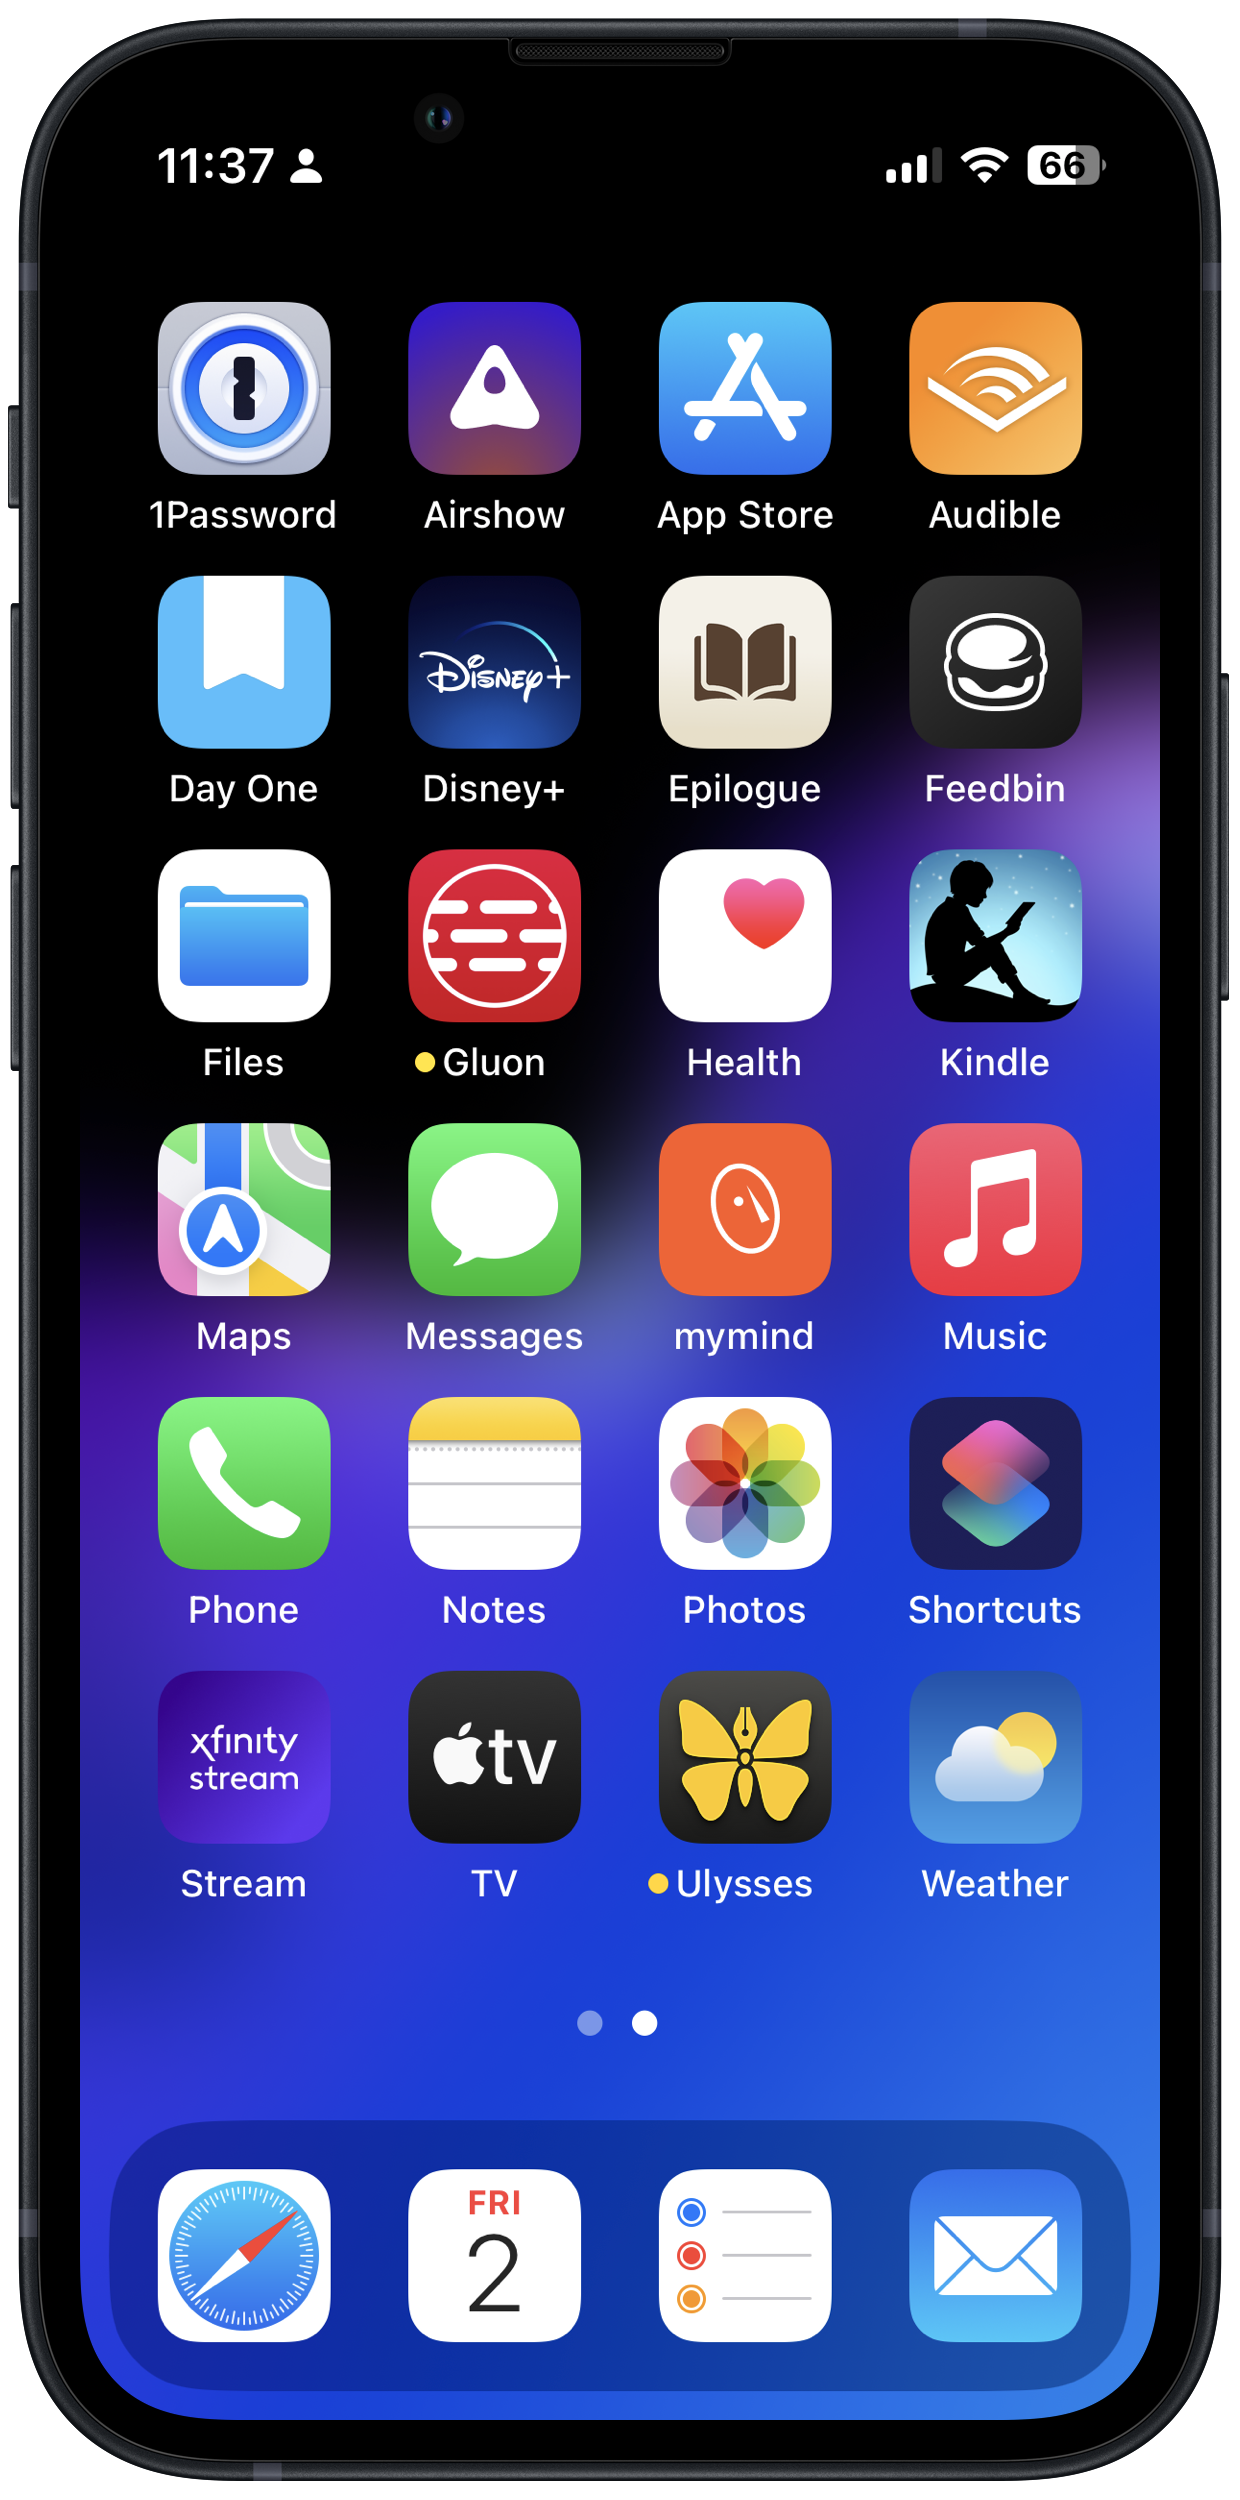 11:37
66
1Password
Airshow
App Store
Audible
Disney+
Day One
Disney+
Epilogue
Feedbin
Files
Gluon
Health
Kindle
Maps
Messages
mymind
Music
Phone
Notes
Photos
Shortcuts
xfinity
stream
tv
Stream
TV
Ulysses
Weather
FRI
2